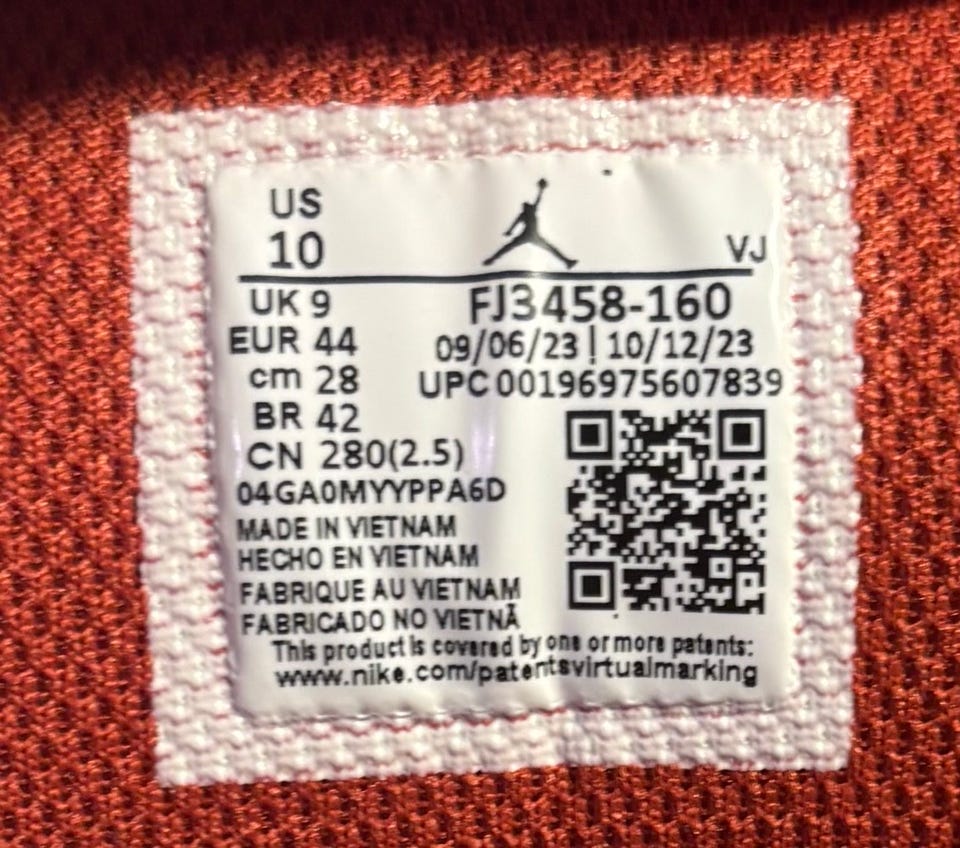 US
10
VJ
UK 9
FJ3458-160
EUR 44
09/06/23 | 10/12/23
cm 28
UPC 00196975607839
BR 42
CN 280(2.5)
04GA0MYYPPA6D
MADE IN VIETNAM
HECHO EN VIETNAM
FABRIQUE AU VIETNAM
FABRICADO NO VIETNÃ
This product is covered by one or more patents:
www.nike.com/patentsvirtualmarking